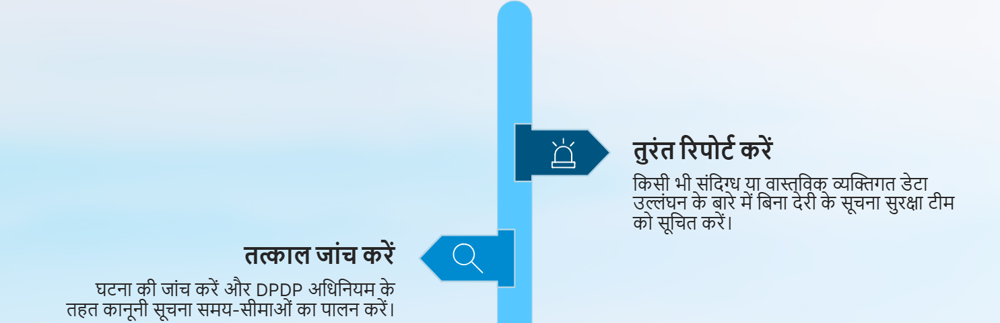 तुरंत रिपोर्ट करें
किसी भी संदिग्ध या वास्तविक व्यक्तिगत डेटा
उल्लंघन के बारे में बिना देरी के सूचना सुरक्षा टीम
को सूचित करें।
तत्काल जांच करें
घटना की जांच करें और DPDP अधिनियम के
तहत कानूनी सूचना समय-सीमाओं का पालन करें।